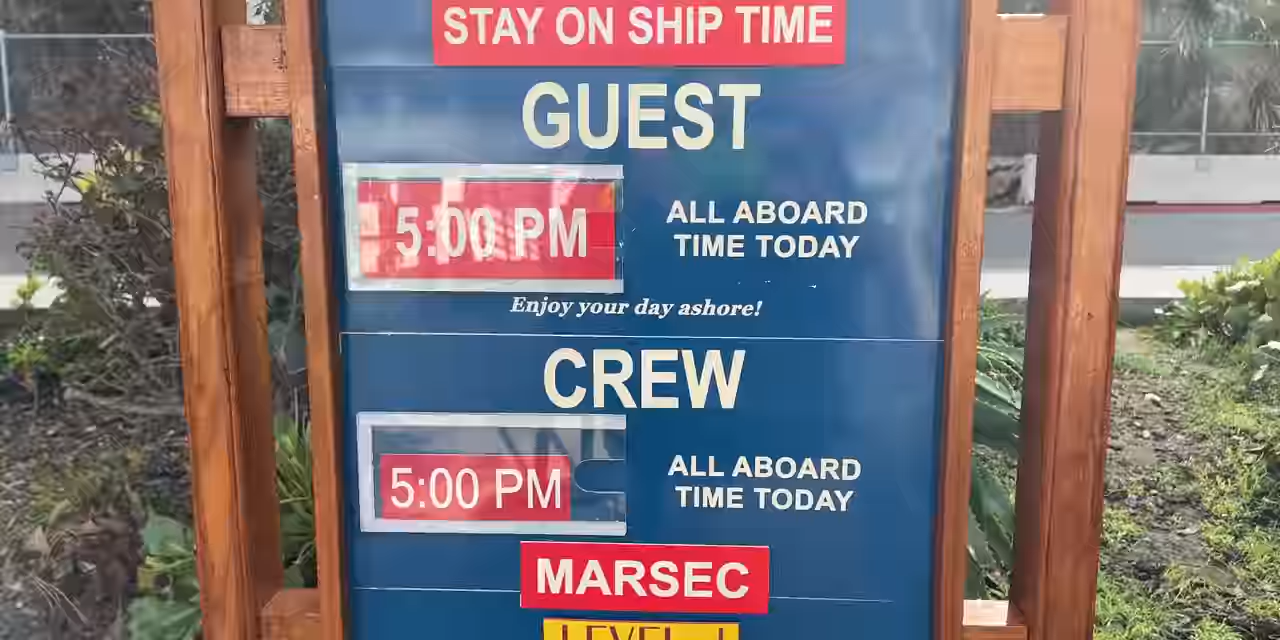 STAY ON SHIP TIME
GUEST
5:00 PM
ALL ABOARD
TIME TODAY
Enjoy your day ashore!
CREW
5:00 PM
ALL ABOARD
TIME TODAY
MARSEC
LEVEL